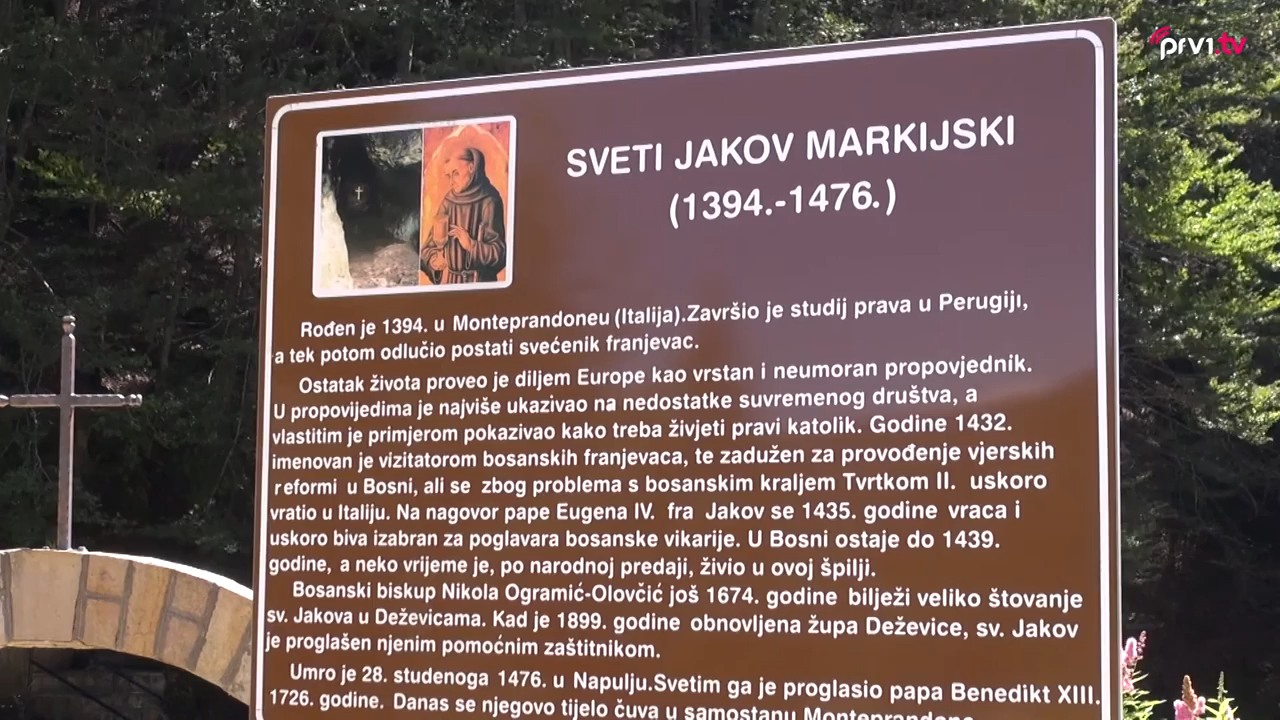 prv1.tv
SVETI JAKOV MARKIJSKI
(1394.-1476.)
Rođen je 1394. u Monteprandoneu (Italija).Završio je studij prava u Perugiji,
a tek potom odlučio postati svećenik franjevac.
Ostatak života proveo je diljem Europe kao vrstan i neumoran propovjednik.
U propovijedima je najviše ukazivao na nedostatke suvremenog društva, a
vlastitim je primjerom pokazivao kako treba živjeti pravi katolik. Godine 1432.
imenovan je vizitatorom bosanskih franjevaca, te zadužen za provođenje vjerskih
reformi u Bosni, ali se zbog problema s bosanskim kraljem Tvrtkom II. uskoro
vratio u Italiju. Na nagovor pape Eugena IV. fra Jakov se 1435. godine vraca i
uskoro biva izabran za poglavara bosanske vikarije. U Bosni ostaje do 1439.
godine, a neko vrijeme je, po narodnoj predaji, živio u ovoj špilji.
Bosanski biskup Nikola Ogramić-Olovčić još 1674. godine bilježi veliko štovanje
sv. Jakova u Deževicama. Kad je 1899. godine obnovljena župa Deževice, sv. Jakov
je proglašen njenim pomoćnim zaštitnikom.
Umro je 28. studenoga 1476. u Napulju.Svetim ga je proglasio papa Benedikt XIII.
1726. godine. Danas se njegovo tijelo čuva u samostanu Monteprandone